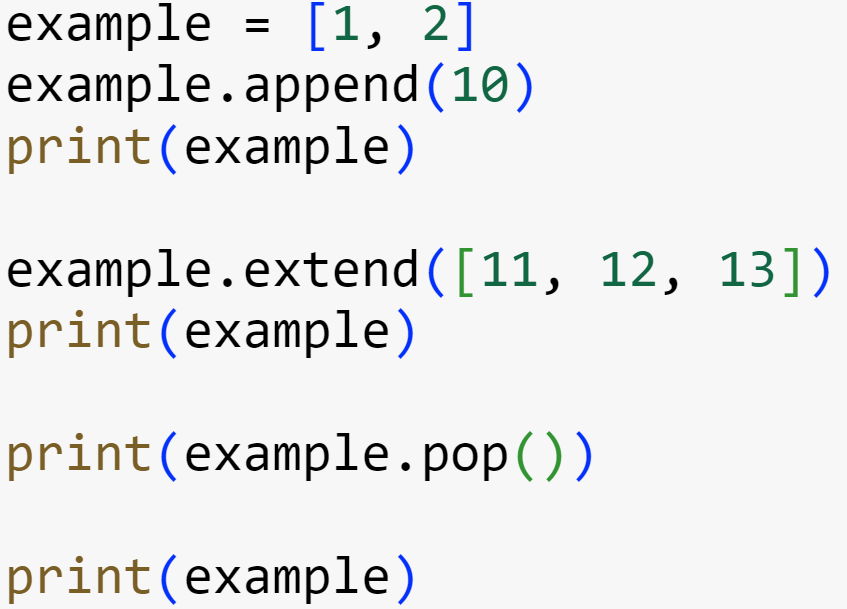 example = [1, 2]
example.append(10)
print(example)
example.extend([11, 12, 13])
print(example)
print(example.pop())
print(example)